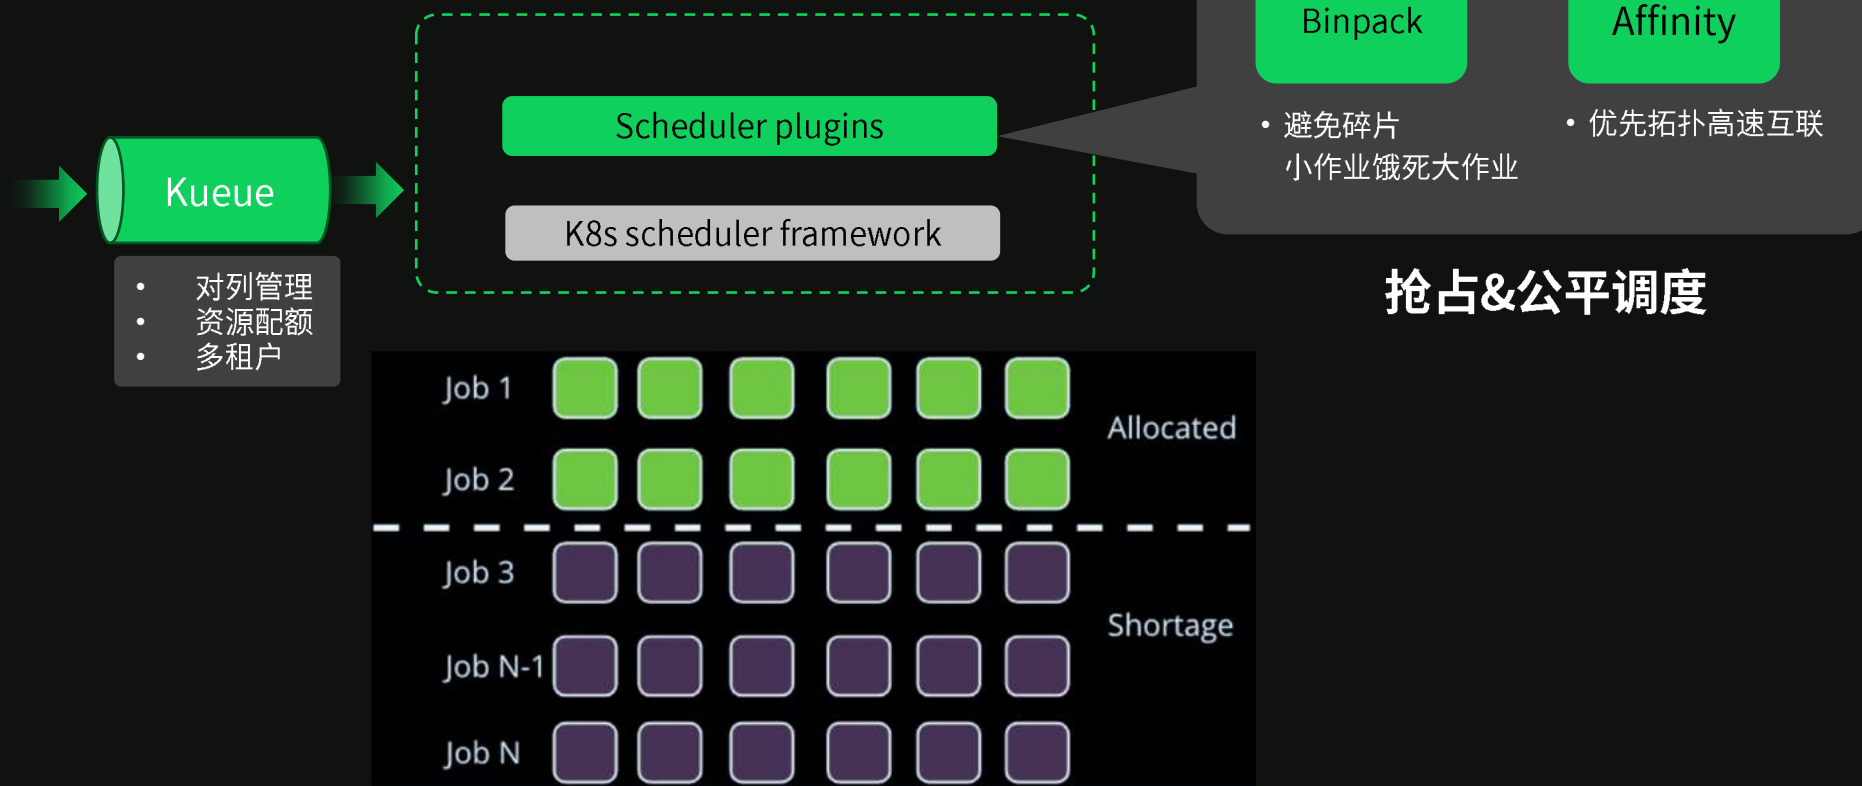 Binpack
Affinity
• 避免碎片
小作业饿死大作业
• 优先拓扑高速互联
Scheduler plugins
K8s scheduler framework
Kueue
• 对列管理
• 资源配额
• 多租户
抢占&公平调度
Job 1
Job 2
Allocated
Job 3
Job N-1
Job N
Shortage